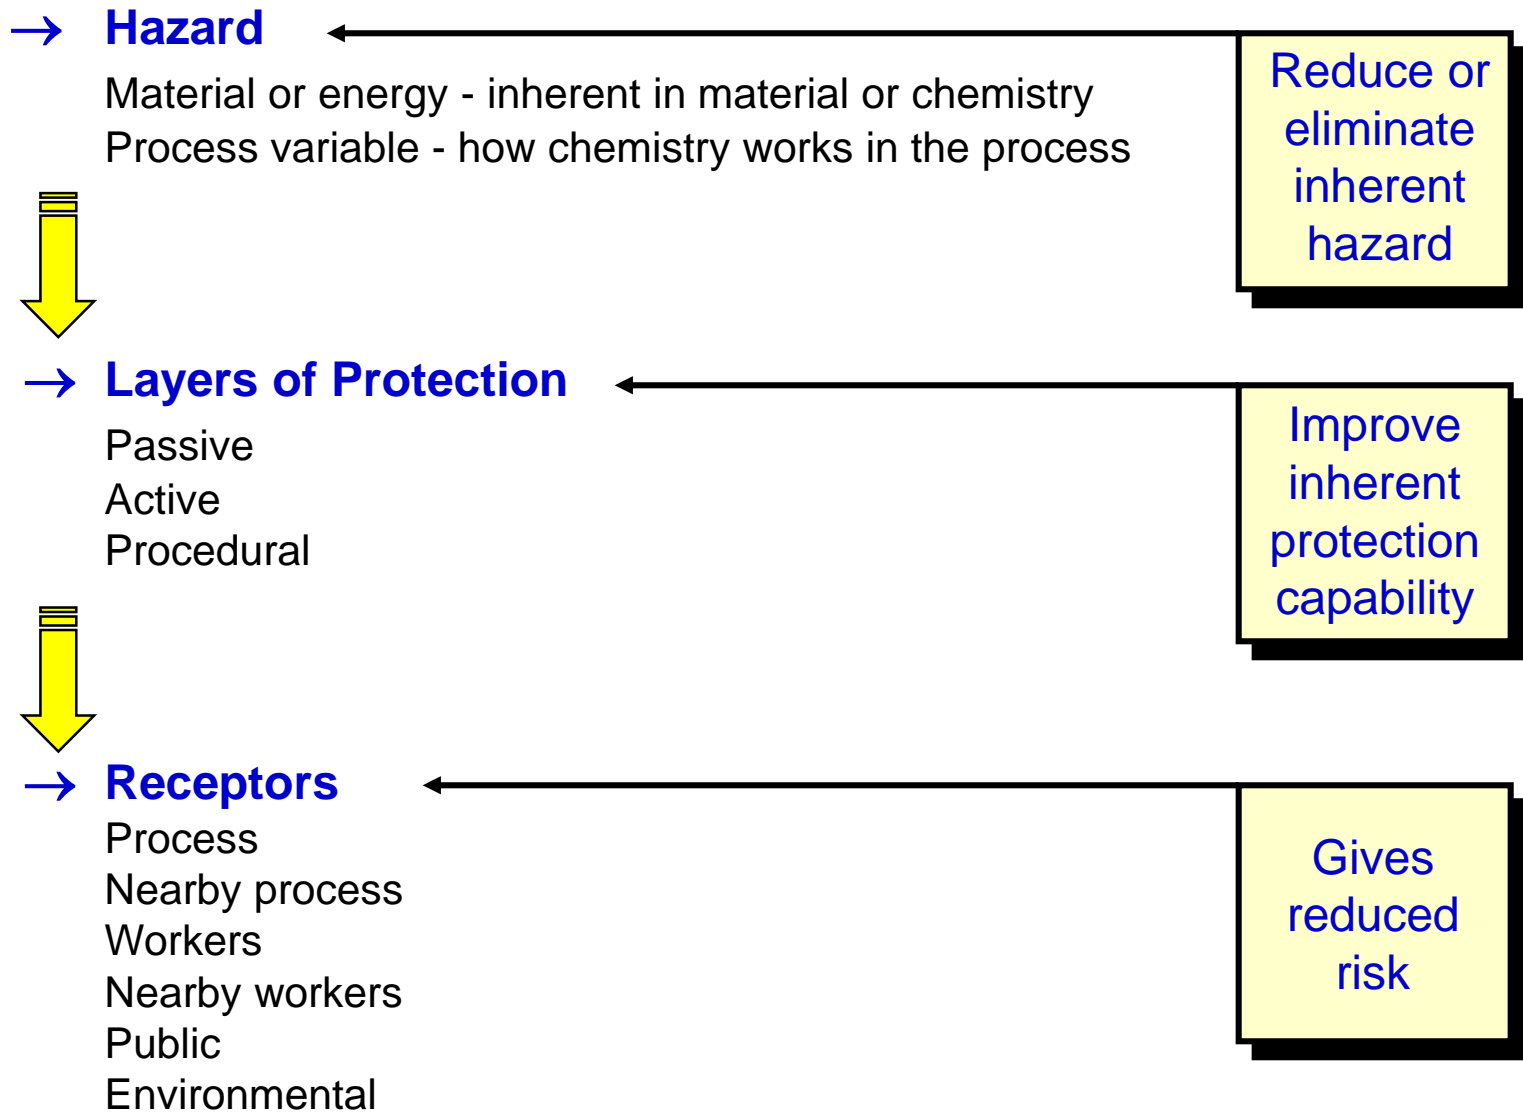 → Hazard
Material or energy - inherent in material or chemistry
Process variable - how chemistry works in the process
Reduce or
eliminate
inherent
hazard
→ Layers of Protection
Passive
Active
Procedural
Improve
inherent
protection
capability
→ Receptors
Process
Nearby process
Workers
Nearby workers
Public
Environmental
Gives
reduced
risk